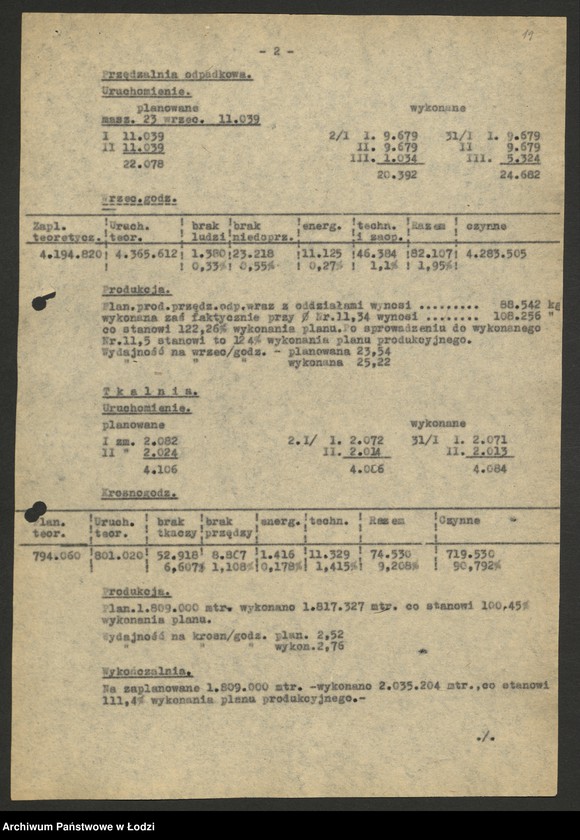 19
- 2 -
Przędzalnia odpadkowa.
Uruchomienie.
planowane wykonane
masz. 23 wrzec. 11.039
I 11.039 2/I I. 9.679 31/I I. 9.679
II 11.039 II. 9.679 II 9.679
III. 1.034 III. 5.324
22.078 20.392 24.682
Wrzec.godz.
Zapl. Uruch. brak brak energ. techn. Razem czynne
teoretycz. teor. ludzi niedoprz. i zaop.
4.194.820 4.365.612 1.380 23.218 11.125 46.384 82.107 4.283.505
0,33% 0,55% 0,27% 1,1% 1,95%
Produkcja.
Plan.prod.przędz.odp.wraz z oddziałami wynosi ......... 88.542 kg
wykonana zaś faktycznie przy Ø Nr.11,34 wynosi ....... 108.256 "
co stanowi 122,26% wykonania planu.Po sprowadzeniu do wykonanego
Nr.11,5 stanowi to 124% wykonania planu produkcyjnego.
Wydajność na wrzec/godz. - planowana 23,54
" " " wykonana 25,22
T k a l n i a.
Uruchomienie.
planowane wykonane
I zm. 2.082 2.I/ I. 2.072 31/I I. 2.071
II " 2.024 II. 2.014 II. 2.013
4.106 4.086 4.084
Krosnogodz.
Plan. Uruch. brak brak energ. techn. Razem Czynne
teor. teor. tkaczy przędzy
794.060 801.020 52.918 8.867 1.416 11.329 74.530 719.530
6,607% 1,108% 0,178% 1,415% 9,208% 90,792%
Produkcja.
Plan.1.809.000 mtr. wykonano 1.817.327 mtr. co stanowi 100,45%
wykonania planu.
Wydajność na krosn/godz. plan. 2,52
" " " wykon.2,76
Wykończalnia.
Na zaplanowane 1.809.000 mtr. -wykonano 2.035.204 mtr.,co stanowi
111,4% wykonania planu produkcyjnego.-
./.
Archiwum Państwowe w Łodzi